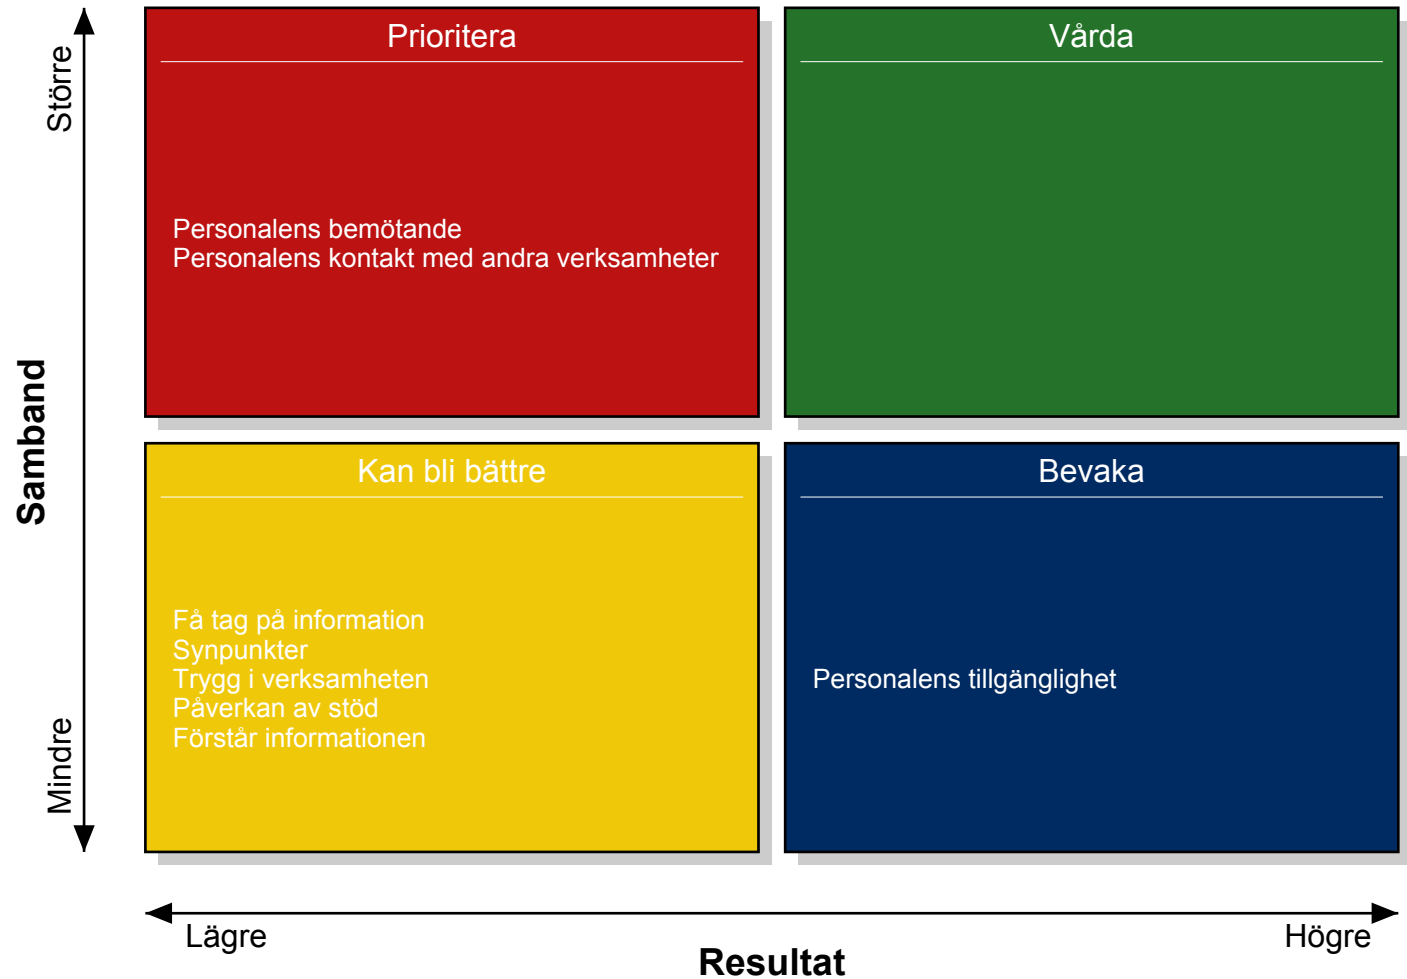 Större
Samband
Mindre
Prioritera
Personalens bemötande
Personalens kontakt med andra verksamheter
Vårda
Kan bli bättre
Få tag på information
Synpunkter
Trygg i verksamheten
Påverkan av stöd
Förstår informationen
Bevaka
Personalens tillgänglighet
Lägre
Resultat
Högre